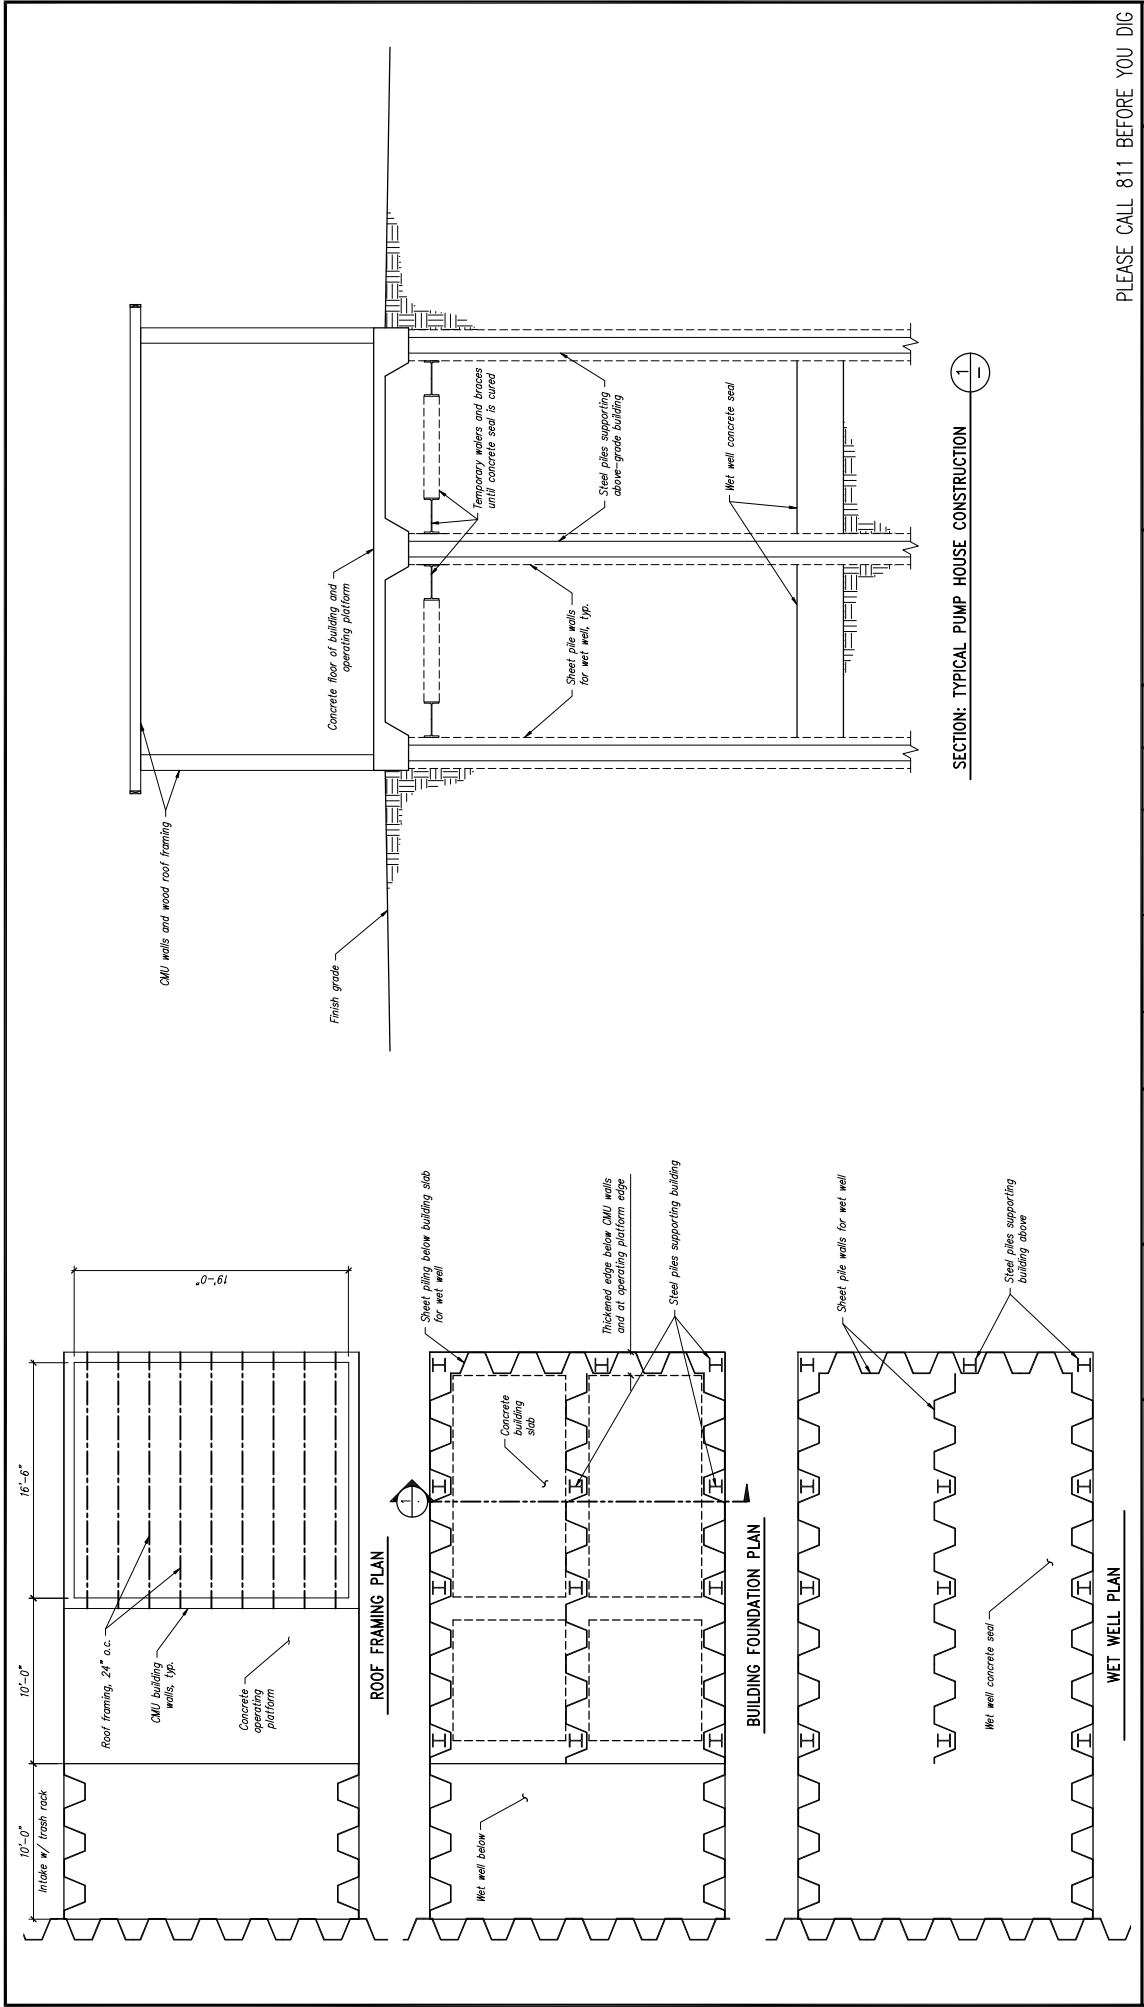 10'-0"
10'-0"
16'-6"
Intake w/ trash rack
19'-0"
Roof framing, 24" o.c.
CMU building
walls, typ.
Concrete
operating
platform
ROOF FRAMING PLAN
Sheet piling below building slab
for wet well
Concrete
building
slab
Wet well below
Thickened edge below CMU walls
and at operating platform edge
Steel piles supporting building
1
BUILDING FOUNDATION PLAN
Sheet pile walls for wet well
Steel piles supporting
building above
Wet well concrete seal
WET WELL PLAN
CMU walls and wood roof framing
Finish grade
Concrete floor of building and
operating platform
Temporary walers and braces
until concrete seal is cured
Sheet pile walls
for wet well, typ.
Steel piles supporting
above-grade building
Wet well concrete seal
SECTION: TYPICAL PUMP HOUSE CONSTRUCTION
1
–
PLEASE CALL 811 BEFORE YOU DIG